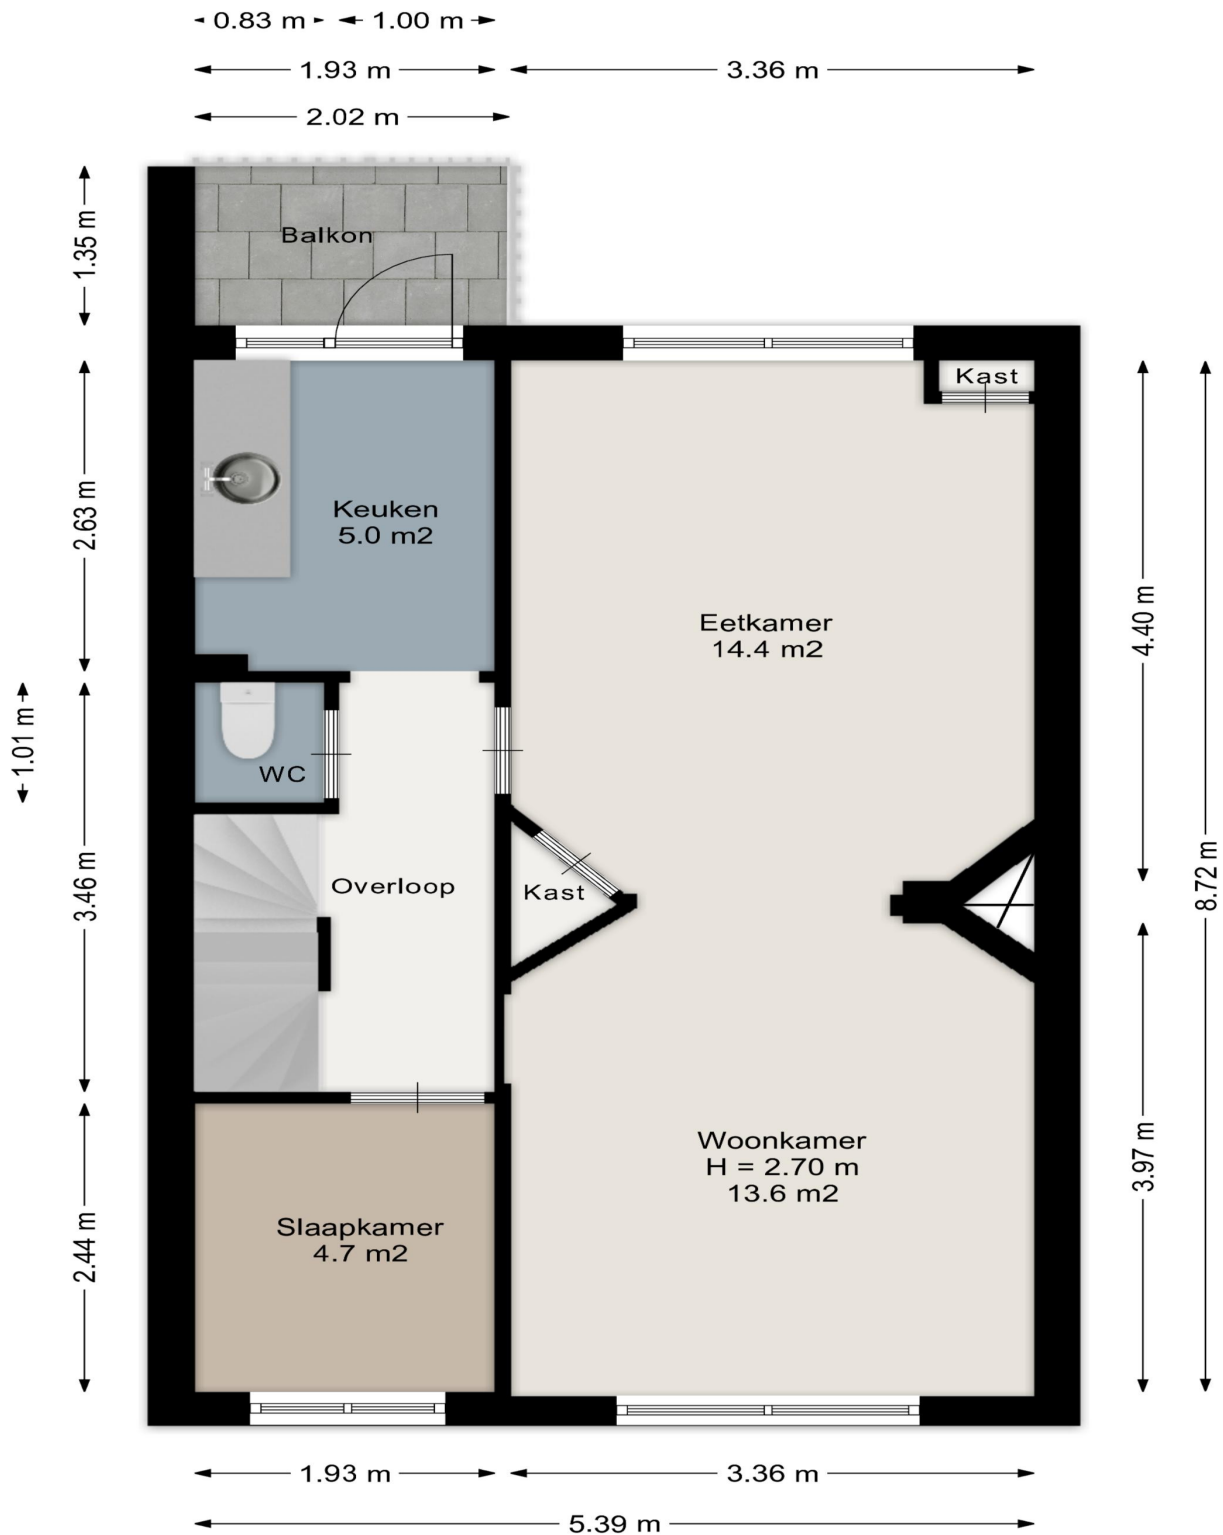 0.83 m
1.00 m
1.93 m
3.36 m
2.02 m
1.35 m
Balkon
Kast
2.63 m
Keuken
5.0 m2
4.40 m
Eetkamer
14.4 m2
8.72 m
1.01 m
WC
3.46 m
Overloop
Kast
3.97 m
Woonkamer
H = 2.70 m
13.6 m2
2.44 m
Slaapkamer
4.7 m2
1.93 m
3.36 m
5.39 m